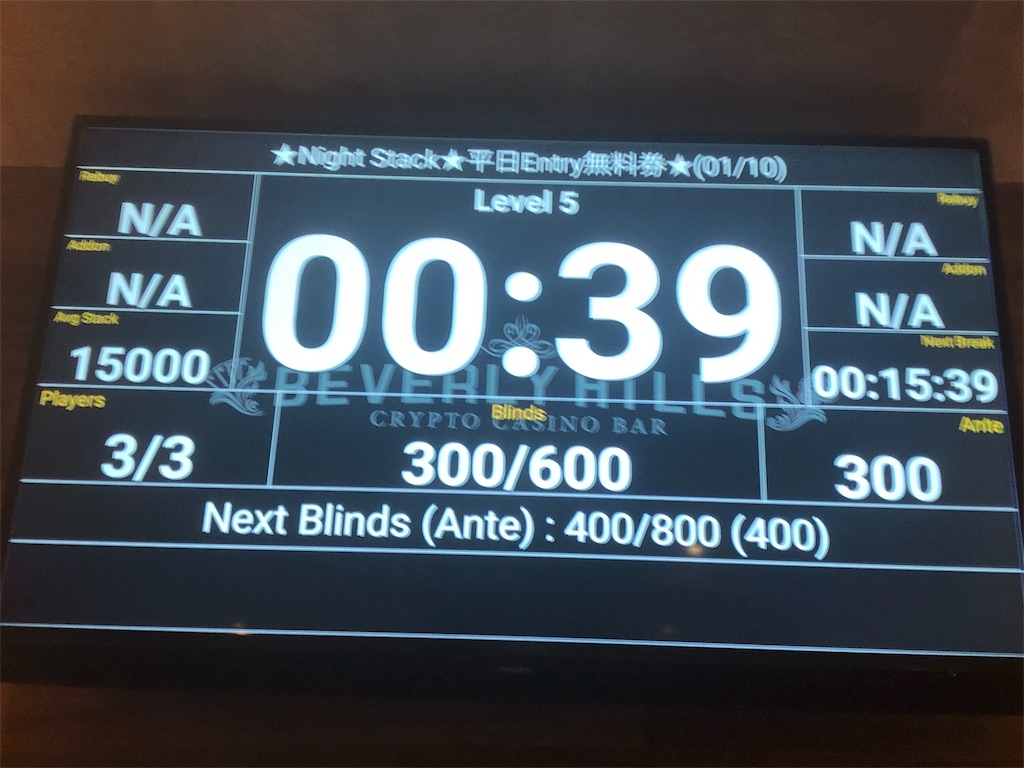 ★Night Stack★平日Entry無料券★(01/10)
Rebuy
N/A
Addon
N/A
Avg Stack
15000
Level 5
00:39
Rebuy
N/A
Addon
N/A
Next Break
00:15:39
BEVERLY HILLS
CRYPTO CASINO BAR
Players
3/3
Blinds
300/600
Ante
300
Next Blinds (Ante) : 400/800 (400)